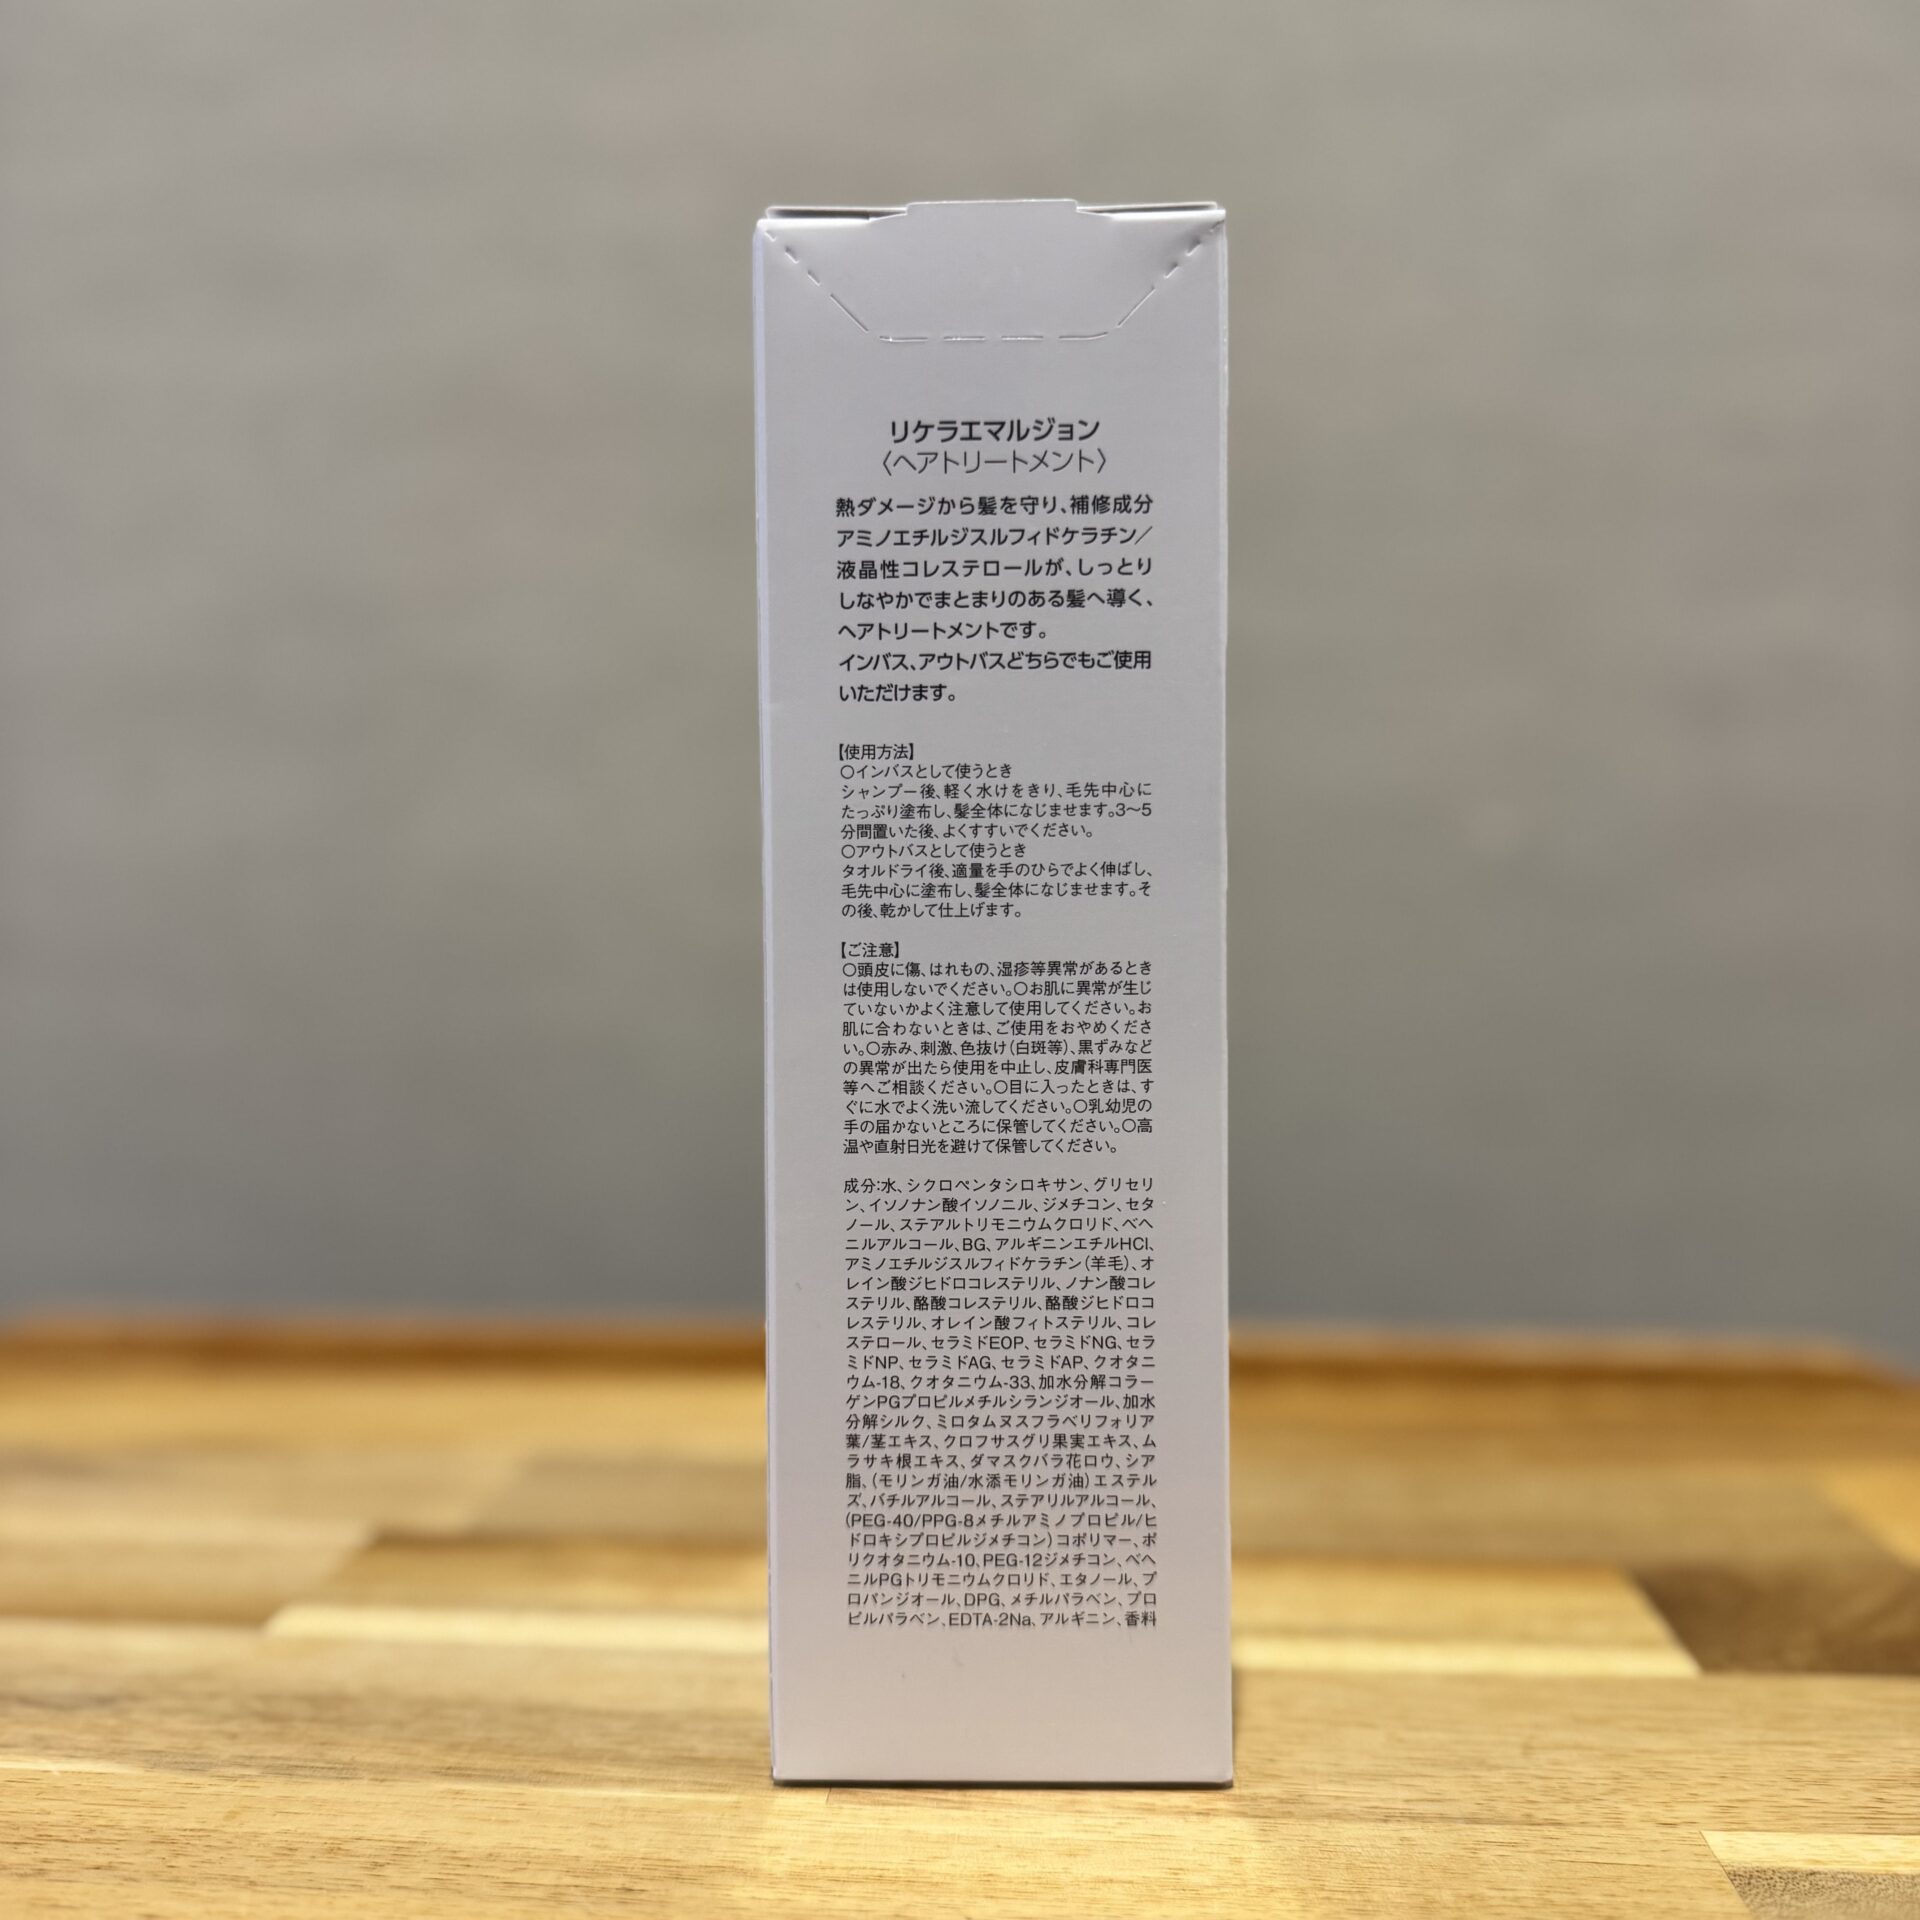 リケラエマルジョン
〈ヘアトリートメント〉
熱ダメージから髪を守り、補修成分
アミノエチルジスルフィドケラチン／
液晶性コレステロールが、しっとり
しなやかでまとまりのある髪へ導く、
ヘアトリートメントです。
インバス、アウトバスどちらでもご使用
いただけます。
【使用方法】
○インバスとして使うとき
シャンプー後、軽く水けをきり、毛先中心に
たっぷり塗布し、髪全体になじませます。3〜5
分間置いた後、よくすすいでください。
○アウトバスとして使うとき
タオルドライ後、適量を手のひらでよく伸ばし、
毛先中心に塗布し、髪全体になじませます。そ
の後、乾かして仕上げます。
【ご注意】
○頭皮に傷、はれもの、湿疹等異常があるとき
は使用しないでください。○お肌に異常が生じ
ていないかよく注意して使用してください。お
肌に合わないときは、ご使用をおやめくださ
い。○赤み、刺激、色抜け（白斑等）、黒ずみなど
の異常が出たら使用を中止し、皮膚科専門医
等へご相談ください。○目に入ったときは、す
ぐに水でよく洗い流してください。○乳幼児の
手の届かないところに保管してください。○高
温や直射日光を避けて保管してください。
成分：水、シクロペンタシロキサン、グリセリ
ン、イソノナン酸イソノニル、ジメチコン、セタ
ノール、ステアルトリモニウムクロリド、ベヘ
ニルアルコール、BG、アルギニンエチルHCl、
アミノエチルジスルフィドケラチン（羊毛）、オ
レイン酸ジヒドロコレステリル、ノナン酸コレ
ステリル、酪酸コレステリル、酪酸ジヒドロコ
レステリル、オレイン酸フィトステリル、コレ
ステロール、セラミドEOP、セラミドNG、セラ
ミドNP、セラミドAG、セラミドAP、クオタニ
ウム-18、クオタニウム-33、加水分解コラー
ゲンPGプロピルメチルシランジオール、加水
分解シルク、ミロタムヌスフラベリフォリア
葉/茎エキス、クロフサスグリ果実エキス、ム
ラサキ根エキス、ダマスクバラ花ロウ、シア
脂、（モリンガ油/水添モリンガ油）エステル
ズ、バチルアルコール、ステアリルアルコール、
（PEG-40/PPG-8メチルアミノプロピル/ヒ
ドロキシプロピルジメチコン）コポリマー、ポ
リクオタニウム-10、PEG-12ジメチコン、ベヘ
ニルPGトリモニウムクロリド、エタノール、プ
ロパンジオール、DPG、メチルパラベン、プロ
ピルパラベン、EDTA-2Na、アルギニン、香料